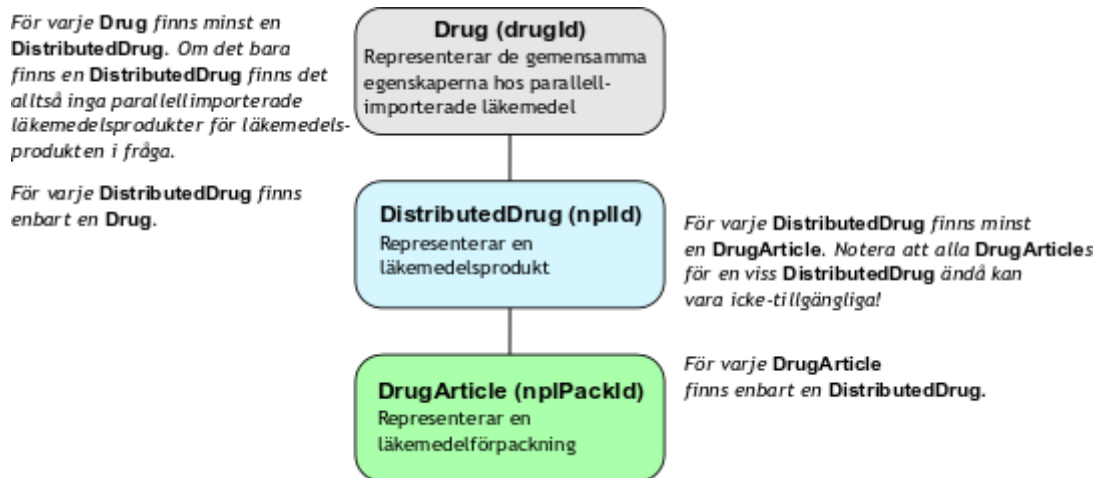 För varje Drug finns minst en
DistributedDrug. Om det bara
finns en DistributedDrug finns det
alltså inga parallellimporterade
läkemedelsprodukter för läkemedels-
produkten i fråga.
För varje DistributedDrug finns
enbart en Drug.
Drug (drugId)
Representerar de gemensamma
egenskaperna hos parallell-
importerade läkemedel
DistributedDrug (nplId)
Representerar en
läkemedelsprodukt
För varje DistributedDrug finns minst
en DrugArticle. Notera att alla DrugArticles
för en viss DistributedDrug ändå kan
vara icke-tillgängliga!
DrugArticle (nplPackId)
Representerar en
läkemedelförpackning
För varje DrugArticle
finns enbart en DistributedDrug.